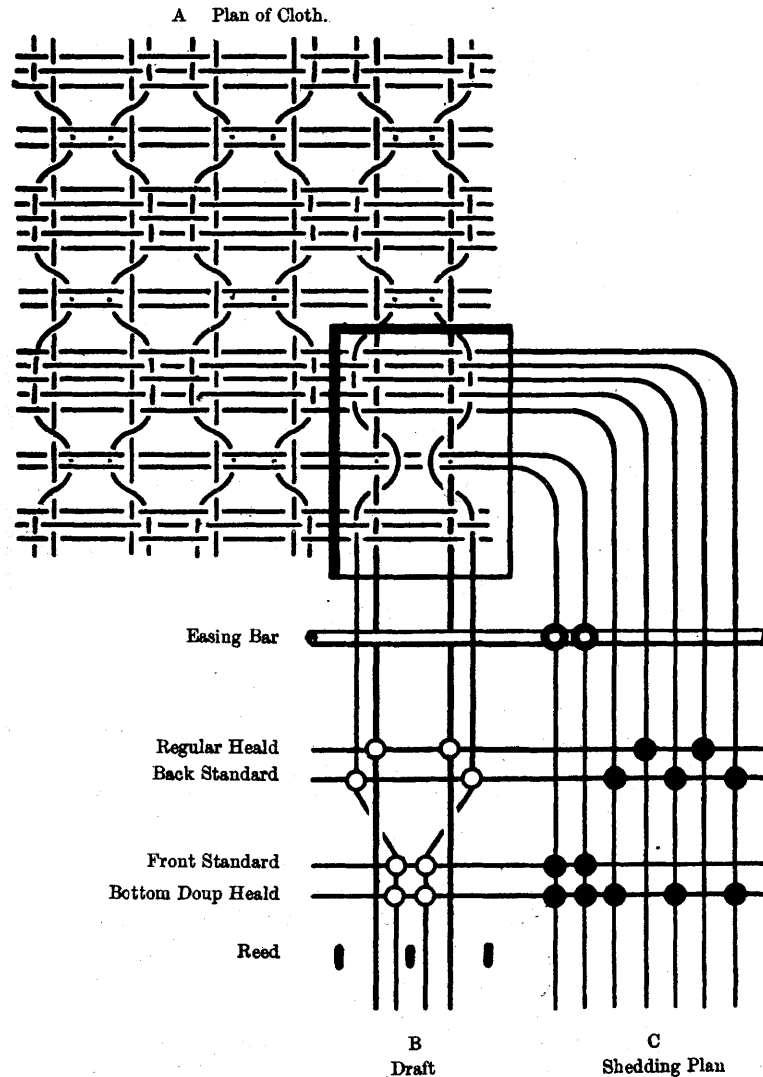 A Plan of Cloth.
Easing Bar
Regular Heald
Back Standard
Front Standard
Bottom Doup Heald
Reed
B
Draft
C
Shedding Plan